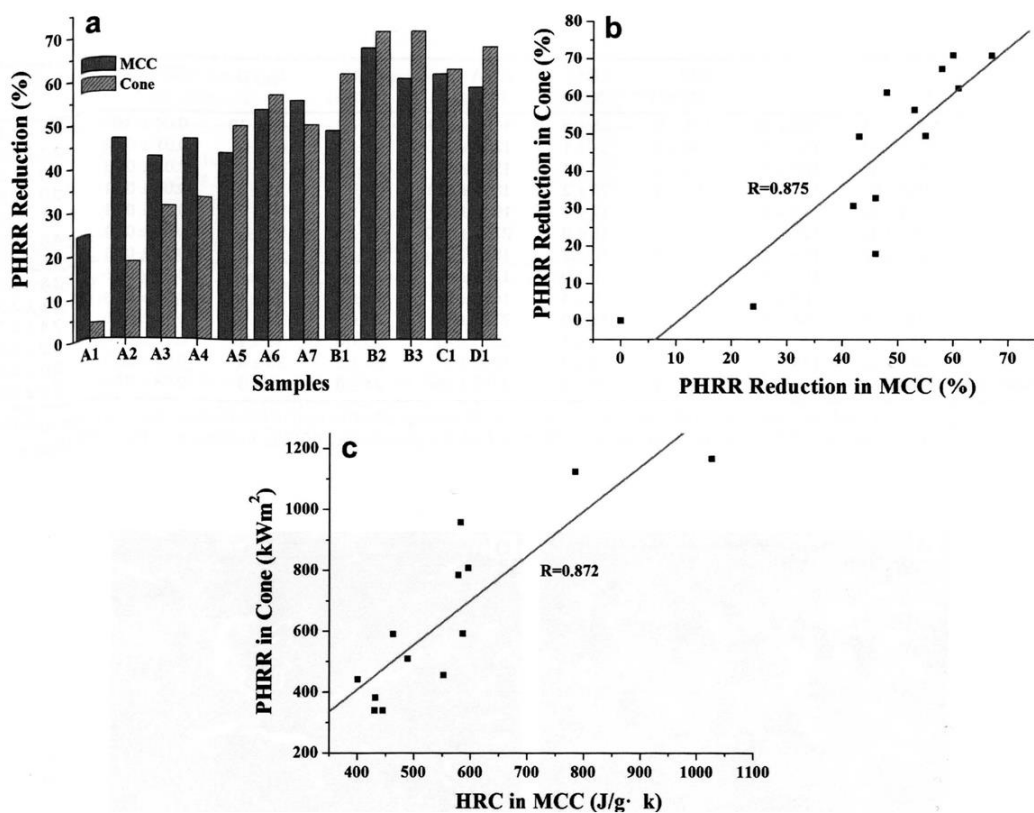 a
PHRR Reduction (%)
70
60
50
40
30
20
10
0
MCC
Cone
A1 A2 A3 A4 A5 A6 A7 B1 B2 B3 C1 D1
Samples
b
PHRR Reduction in Cone (%)
80
70
60
50
40
30
20
10
0
R=0.875
0 10 20 30 40 50 60 70
PHRR Reduction in MCC (%)
c
PHRR in Cone (kWm²)
1200
1000
800
600
400
200
R=0.872
400 500 600 700 800 900 1000 1100
HRC in MCC (J/g· k)